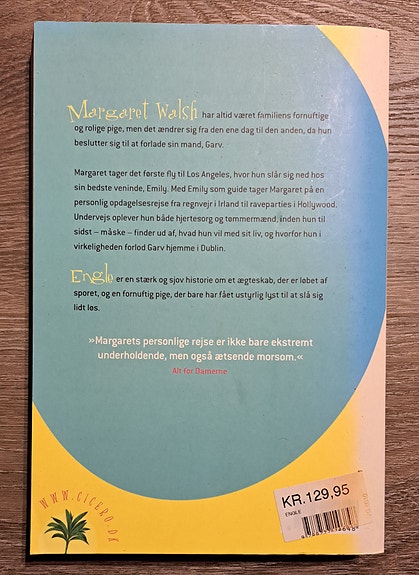 Margaret Walsh har altid været familiens fornuftige
og rolige pige, men det ændrer sig fra den ene dag til den anden, da hun
beslutter sig til at forlade sin mand, Garv.
Margaret tager det første fly til Los Angeles, hvor hun slår sig ned hos
sin bedste veninde, Emily. Med Emily som guide tager Margaret på en
personlig opdagelsesrejse fra regnvejr i Irland til raveparties i Hollywood.
Undervejs oplever hun både hjertesorg og tømmermænd, inden hun til
sidst – måske – finder ud af, hvad hun vil med sit liv, og hvorfor hun i
virkeligheden forlod Garv hjemme i Dublin.
Engle er en stærk og sjov historie om et ægteskab, der er løbet af
sporet, og en fornuftig pige, der bare har fået ustyrlig lyst til at slå sig
lidt løs.
»Margarets personlige rejse er ikke bare ekstremt
underholdende, men også ætsende morsom.«
Alt for Damerne
WWW.CICERO.DK
KR.129,95
ENGLE